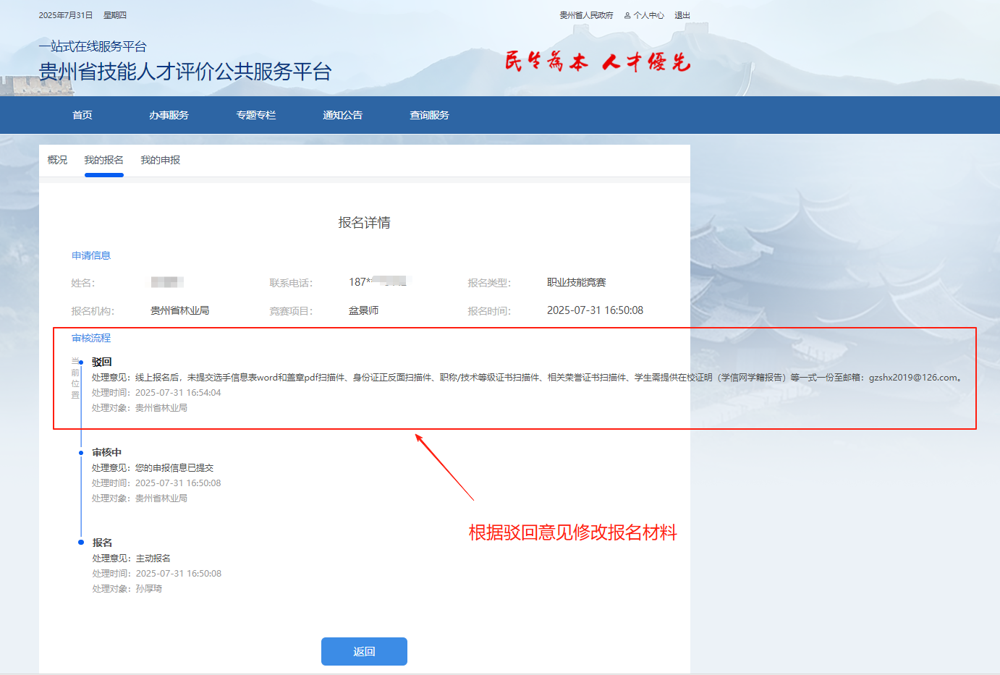 2025年7月31日 星期四 贵州省人民政府 个人中心 退出
一站式在线服务平台
贵州省技能人才评价公共服务平台
民生為本 人才優先
首页 办事服务 专题专栏 通知公告 查询服务
概况 我的报名 我的申报
报名详情
申请信息
姓名: 联系电话: 187* 报名类型: 职业技能竞赛
报名机构: 贵州省林业局 竞赛项目: 盆景师 报名时间: 2025-07-31 16:50:08
审核流程
当前位置
驳回
处理意见：线上报名后，未提交选手信息表word和盖章pdf扫描件、身份证正反面扫描件、职称/技术等级证书扫描件、相关荣誉证书扫描件、学生需提供在校证明（学信网学籍报告）等一式一份至邮箱：gzshx2019@126.com。
处理时间：2025-07-31 16:54:04
处理对象：贵州省林业局
审核中
处理意见：您的申报信息已提交
处理时间：2025-07-31 16:50:08
处理对象：贵州省林业局
根据驳回意见修改报名材料
报名
处理意见：主动报名
处理时间：2025-07-31 16:50:08
处理对象：孙厚琦
返回